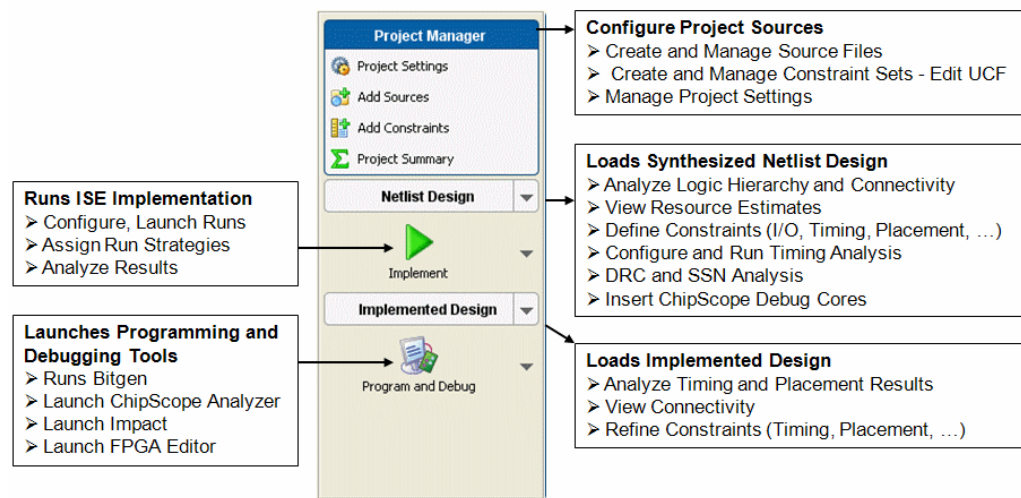 Project Manager
Project Settings
Add Sources
Add Constraints
Project Summary
Netlist Design
Implement
Implemented Design
Program and Debug
Configure Project Sources
➢ Create and Manage Source Files
➢ Create and Manage Constraint Sets - Edit UCF
➢ Manage Project Settings
Loads Synthesized Netlist Design
➢ Analyze Logic Hierarchy and Connectivity
➢ View Resource Estimates
➢ Define Constraints (I/O, Timing, Placement, …)
➢ Configure and Run Timing Analysis
➢ DRC and SSN Analysis
➢ Insert ChipScope Debug Cores
Runs ISE Implementation
➢ Configure, Launch Runs
➢ Assign Run Strategies
➢ Analyze Results
Launches Programming and
Debugging Tools
➢ Runs Bitgen
➢ Launch ChipScope Analyzer
➢ Launch Impact
➢ Launch FPGA Editor
Loads Implemented Design
➢ Analyze Timing and Placement Results
➢ View Connectivity
➢ Refine Constraints (Timing, Placement, …)